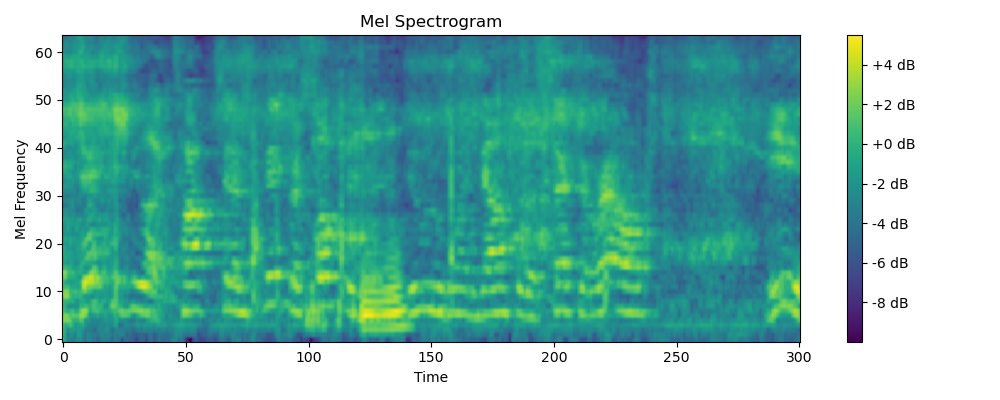 Mel Spectrogram
Mel Frequency
60
50
40
30
20
10
0
0 50 100 150 200 250 300
Time
+4 dB
+2 dB
+0 dB
-2 dB
-4 dB
-6 dB
-8 dB